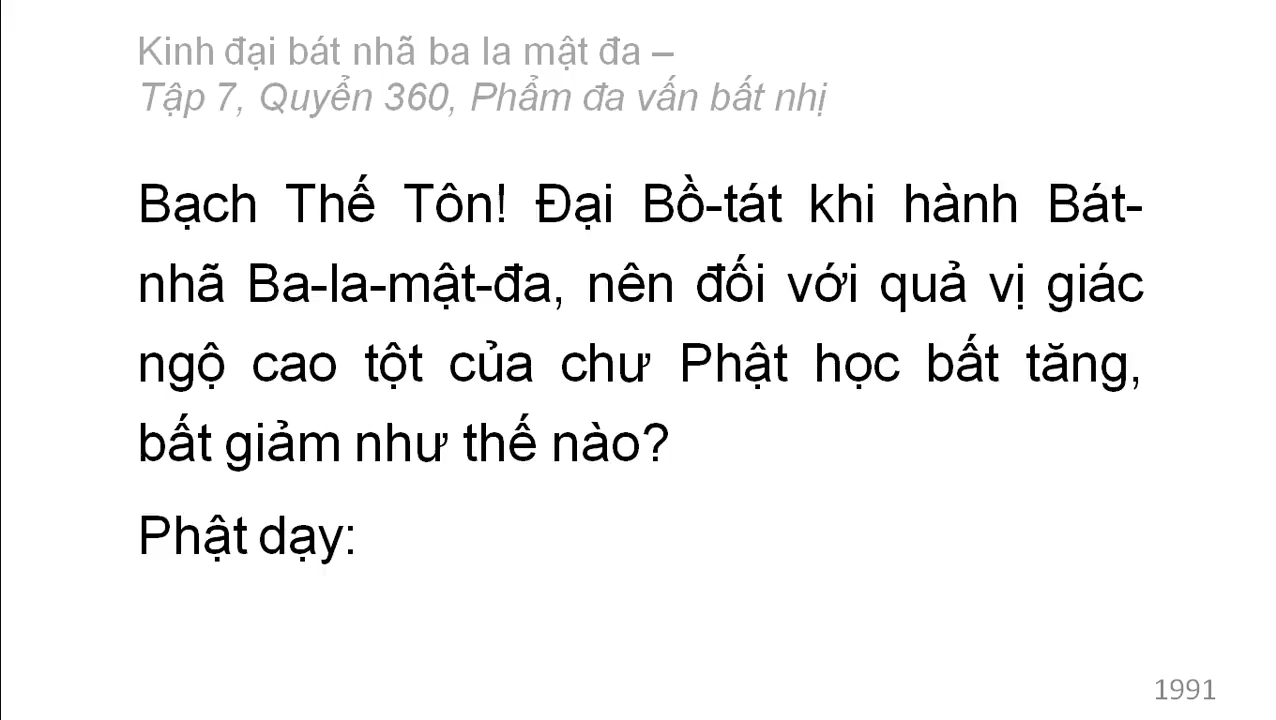 Kinh đại bát nhã ba la mật đa –
Tập 7, Quyển 360, Phẩm đa vấn bất nhị
Bạch Thế Tôn! Đại Bồ-tát khi hành Bát-
nhã Ba-la-mật-đa, nên đối với quả vị giác
ngộ cao tột của chư Phật học bất tăng,
bất giảm như thế nào?
Phật dạy:
1991